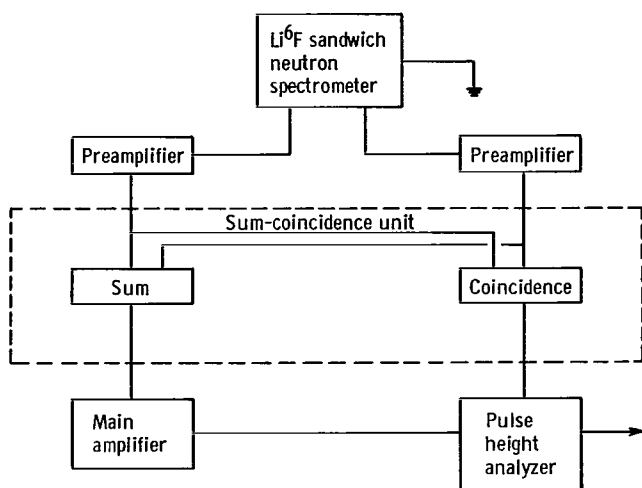 Li⁶F sandwich
neutron
spectrometer
Preamplifier
Preamplifier
Sum-coincidence unit
Sum
Coincidence
Main
amplifier
Pulse
height
analyzer